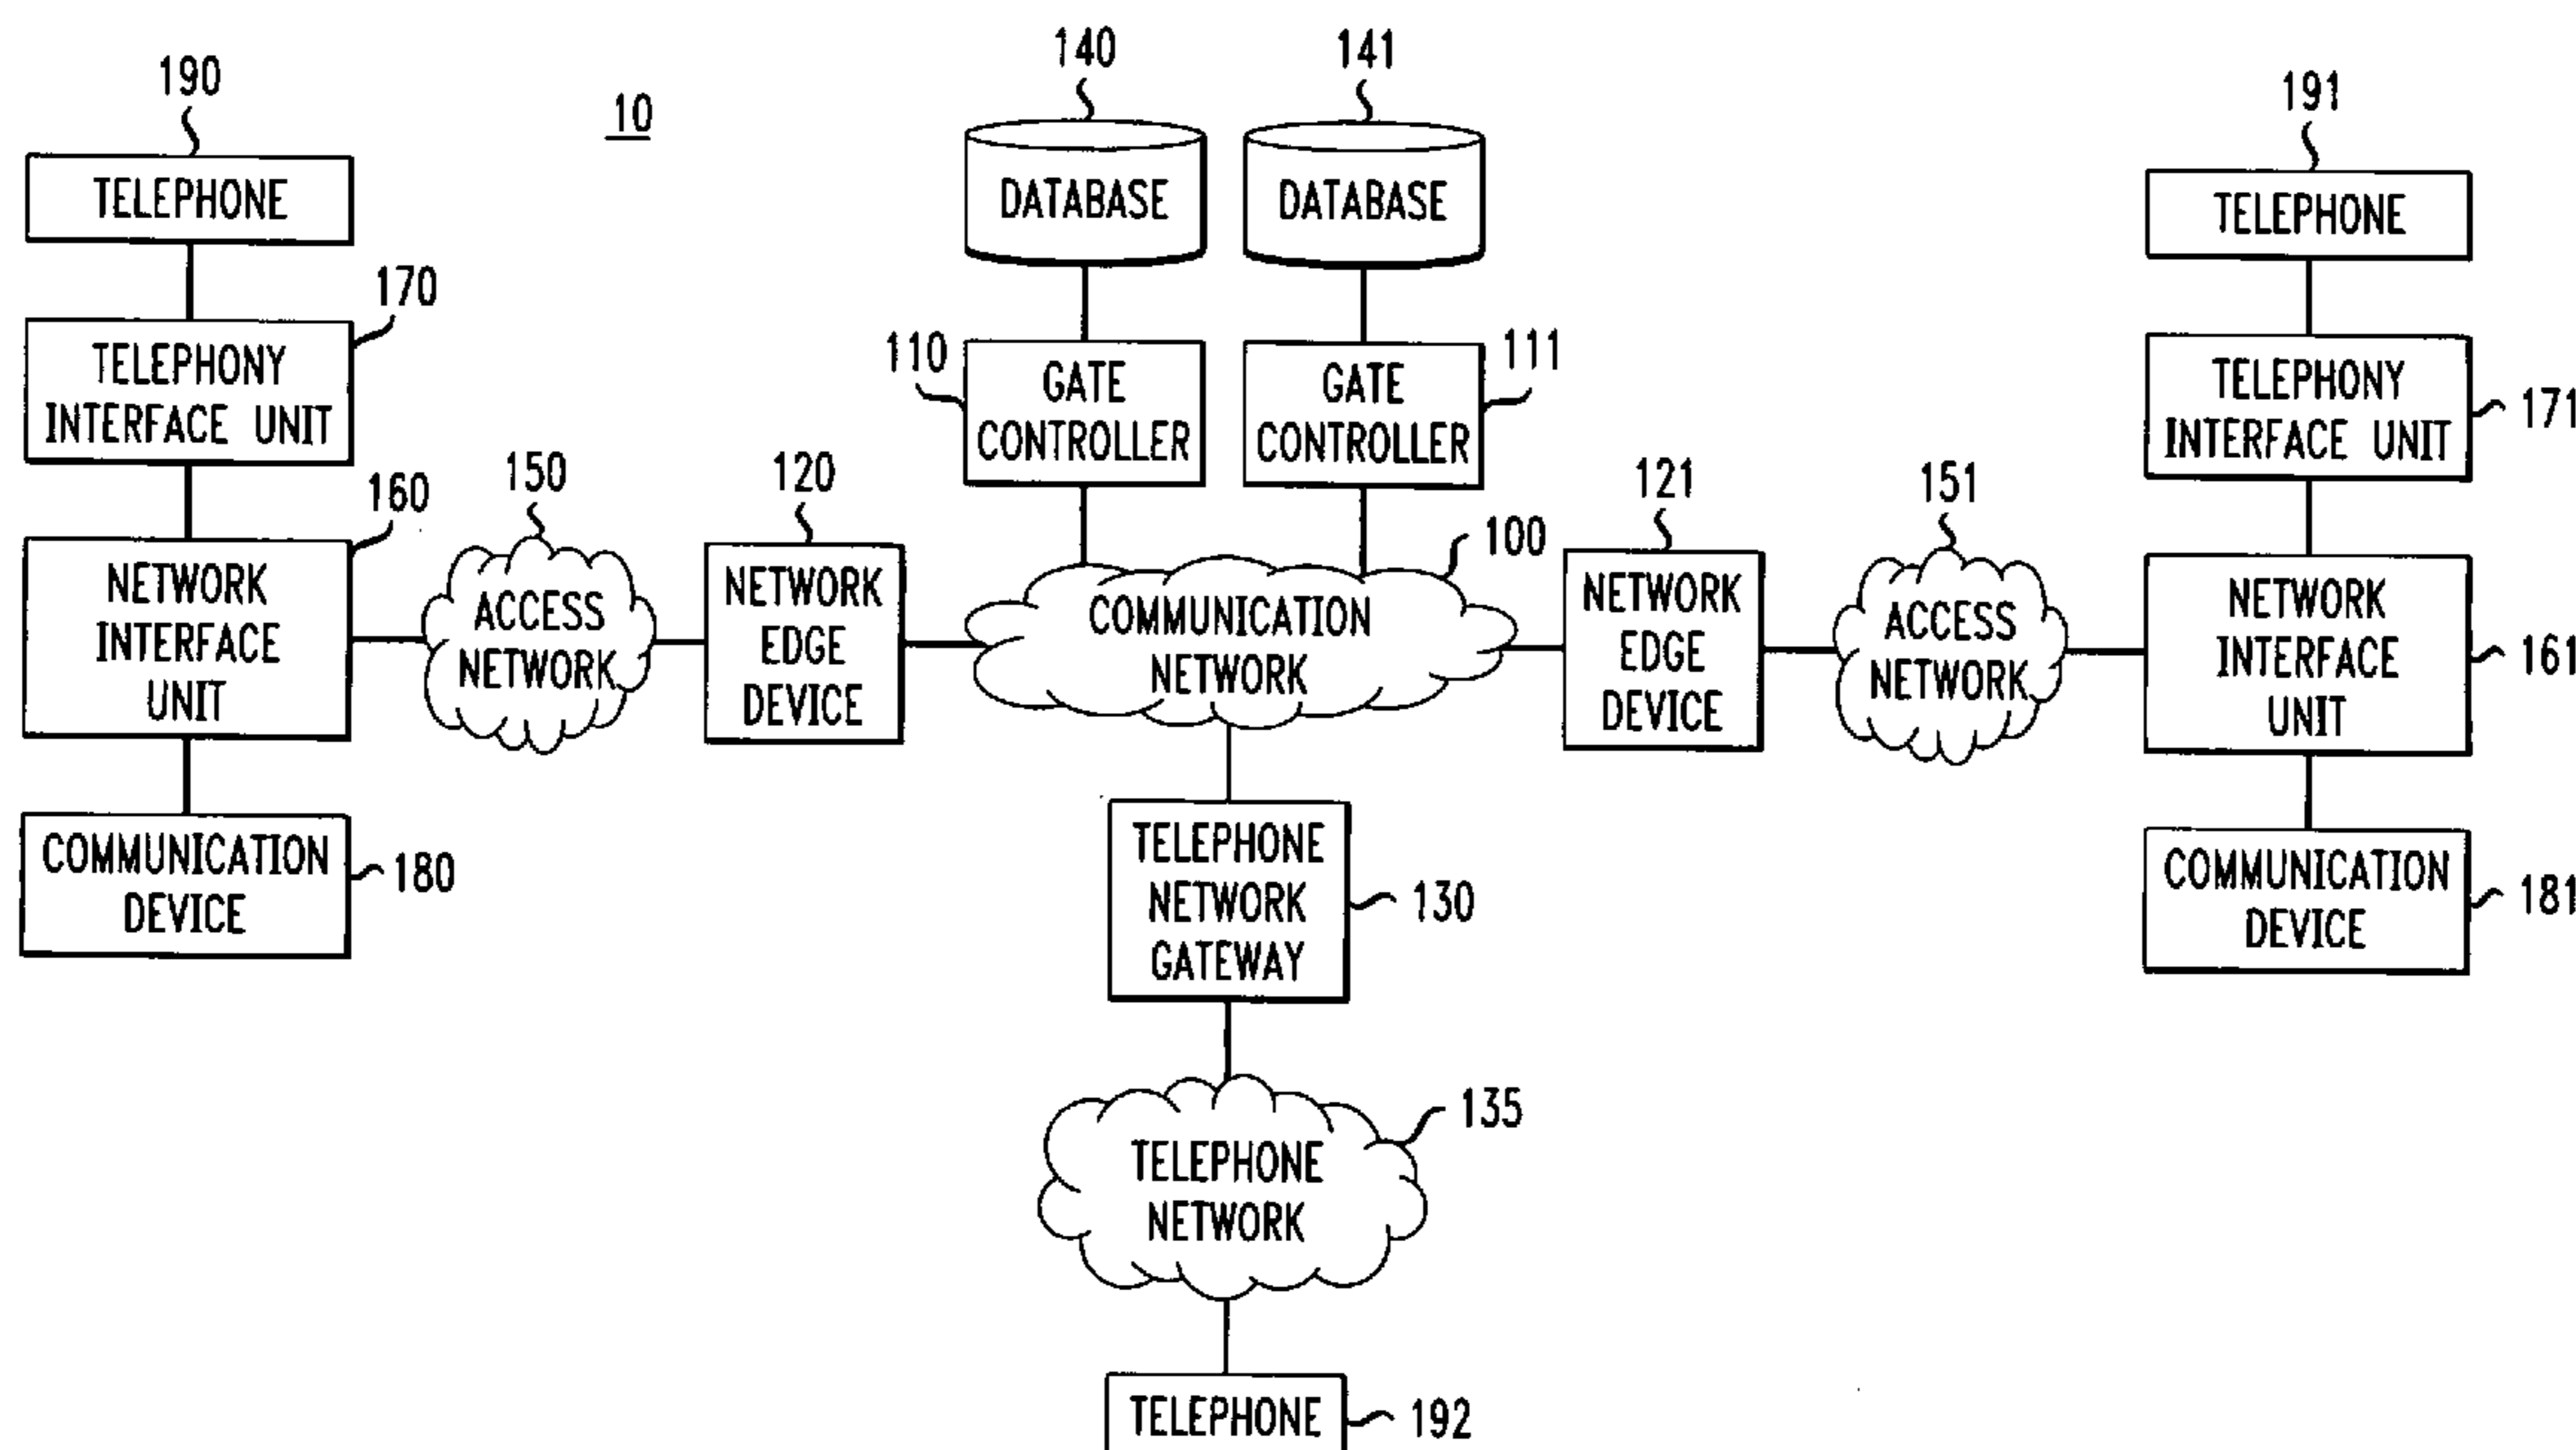 140
141
190
10
191
TELEPHONE
DATABASE
DATABASE
TELEPHONE
170
110
GATE
CONTROLLER
GATE
CONTROLLER
111
TELEPHONY
INTERFACE UNIT
TELEPHONY
INTERFACE UNIT
171
160
150
120
121
151
100
NETWORK
INTERFACE
UNIT
ACCESS
NETWORK
NETWORK
EDGE
DEVICE
COMMUNICATION
NETWORK
NETWORK
EDGE
DEVICE
ACCESS
NETWORK
NETWORK
INTERFACE
UNIT
161
COMMUNICATION
DEVICE
180
TELEPHONE
NETWORK
GATEWAY
130
COMMUNICATION
DEVICE
181
135
TELEPHONE
NETWORK
TELEPHONE
192